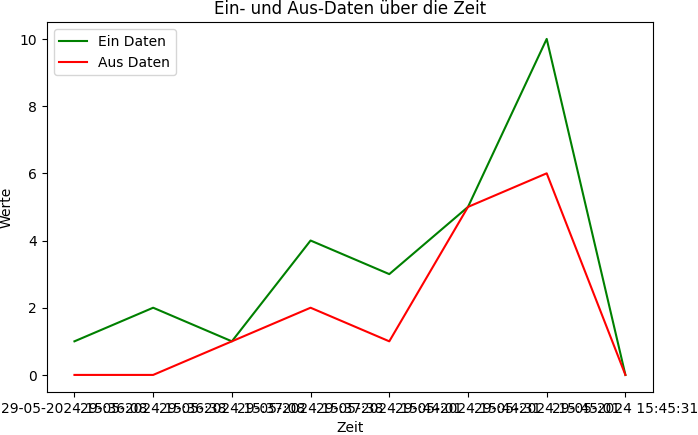 Ein- und Aus-Daten über die Zeit
10
Ein Daten
Aus Daten
8
6
Werte
4
2
0
29-05-2024 15:45:31
Zeit